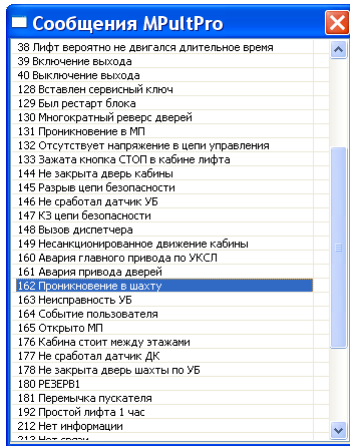 Сообщения MPultPro
38 Лифт вероятно не двигался длительное время
39 Включение выхода
40 Выключение выхода
128 Вставлен сервисный ключ
129 Был рестарт блока
130 Многократный реверс дверей
131 Проникновение в МП
132 Отсутствует напряжение в цепи управления
133 Зажата кнопка СТОП в кабине лифта
144 Не закрыта дверь кабины
145 Разрыв цепи безопасности
146 Не сработал датчик УБ
147 КЗ цепи безопасности
148 Вызов диспетчера
149 Несанкционированное движение кабины
160 Авария главного привода по УКСЛ
161 Авария привода дверей
162 Проникновение в шахту
163 Неисправность УБ
164 Событие пользователя
165 Открыто МП
176 Кабина стоит между этажами
177 Не сработал датчик ДК
178 Не закрыта дверь шахты по УБ
180 РЕЗЕРВ1
181 Перемычка пускателя
192 Простой лифта 1 час
212 Нет информации
213 Нет связи